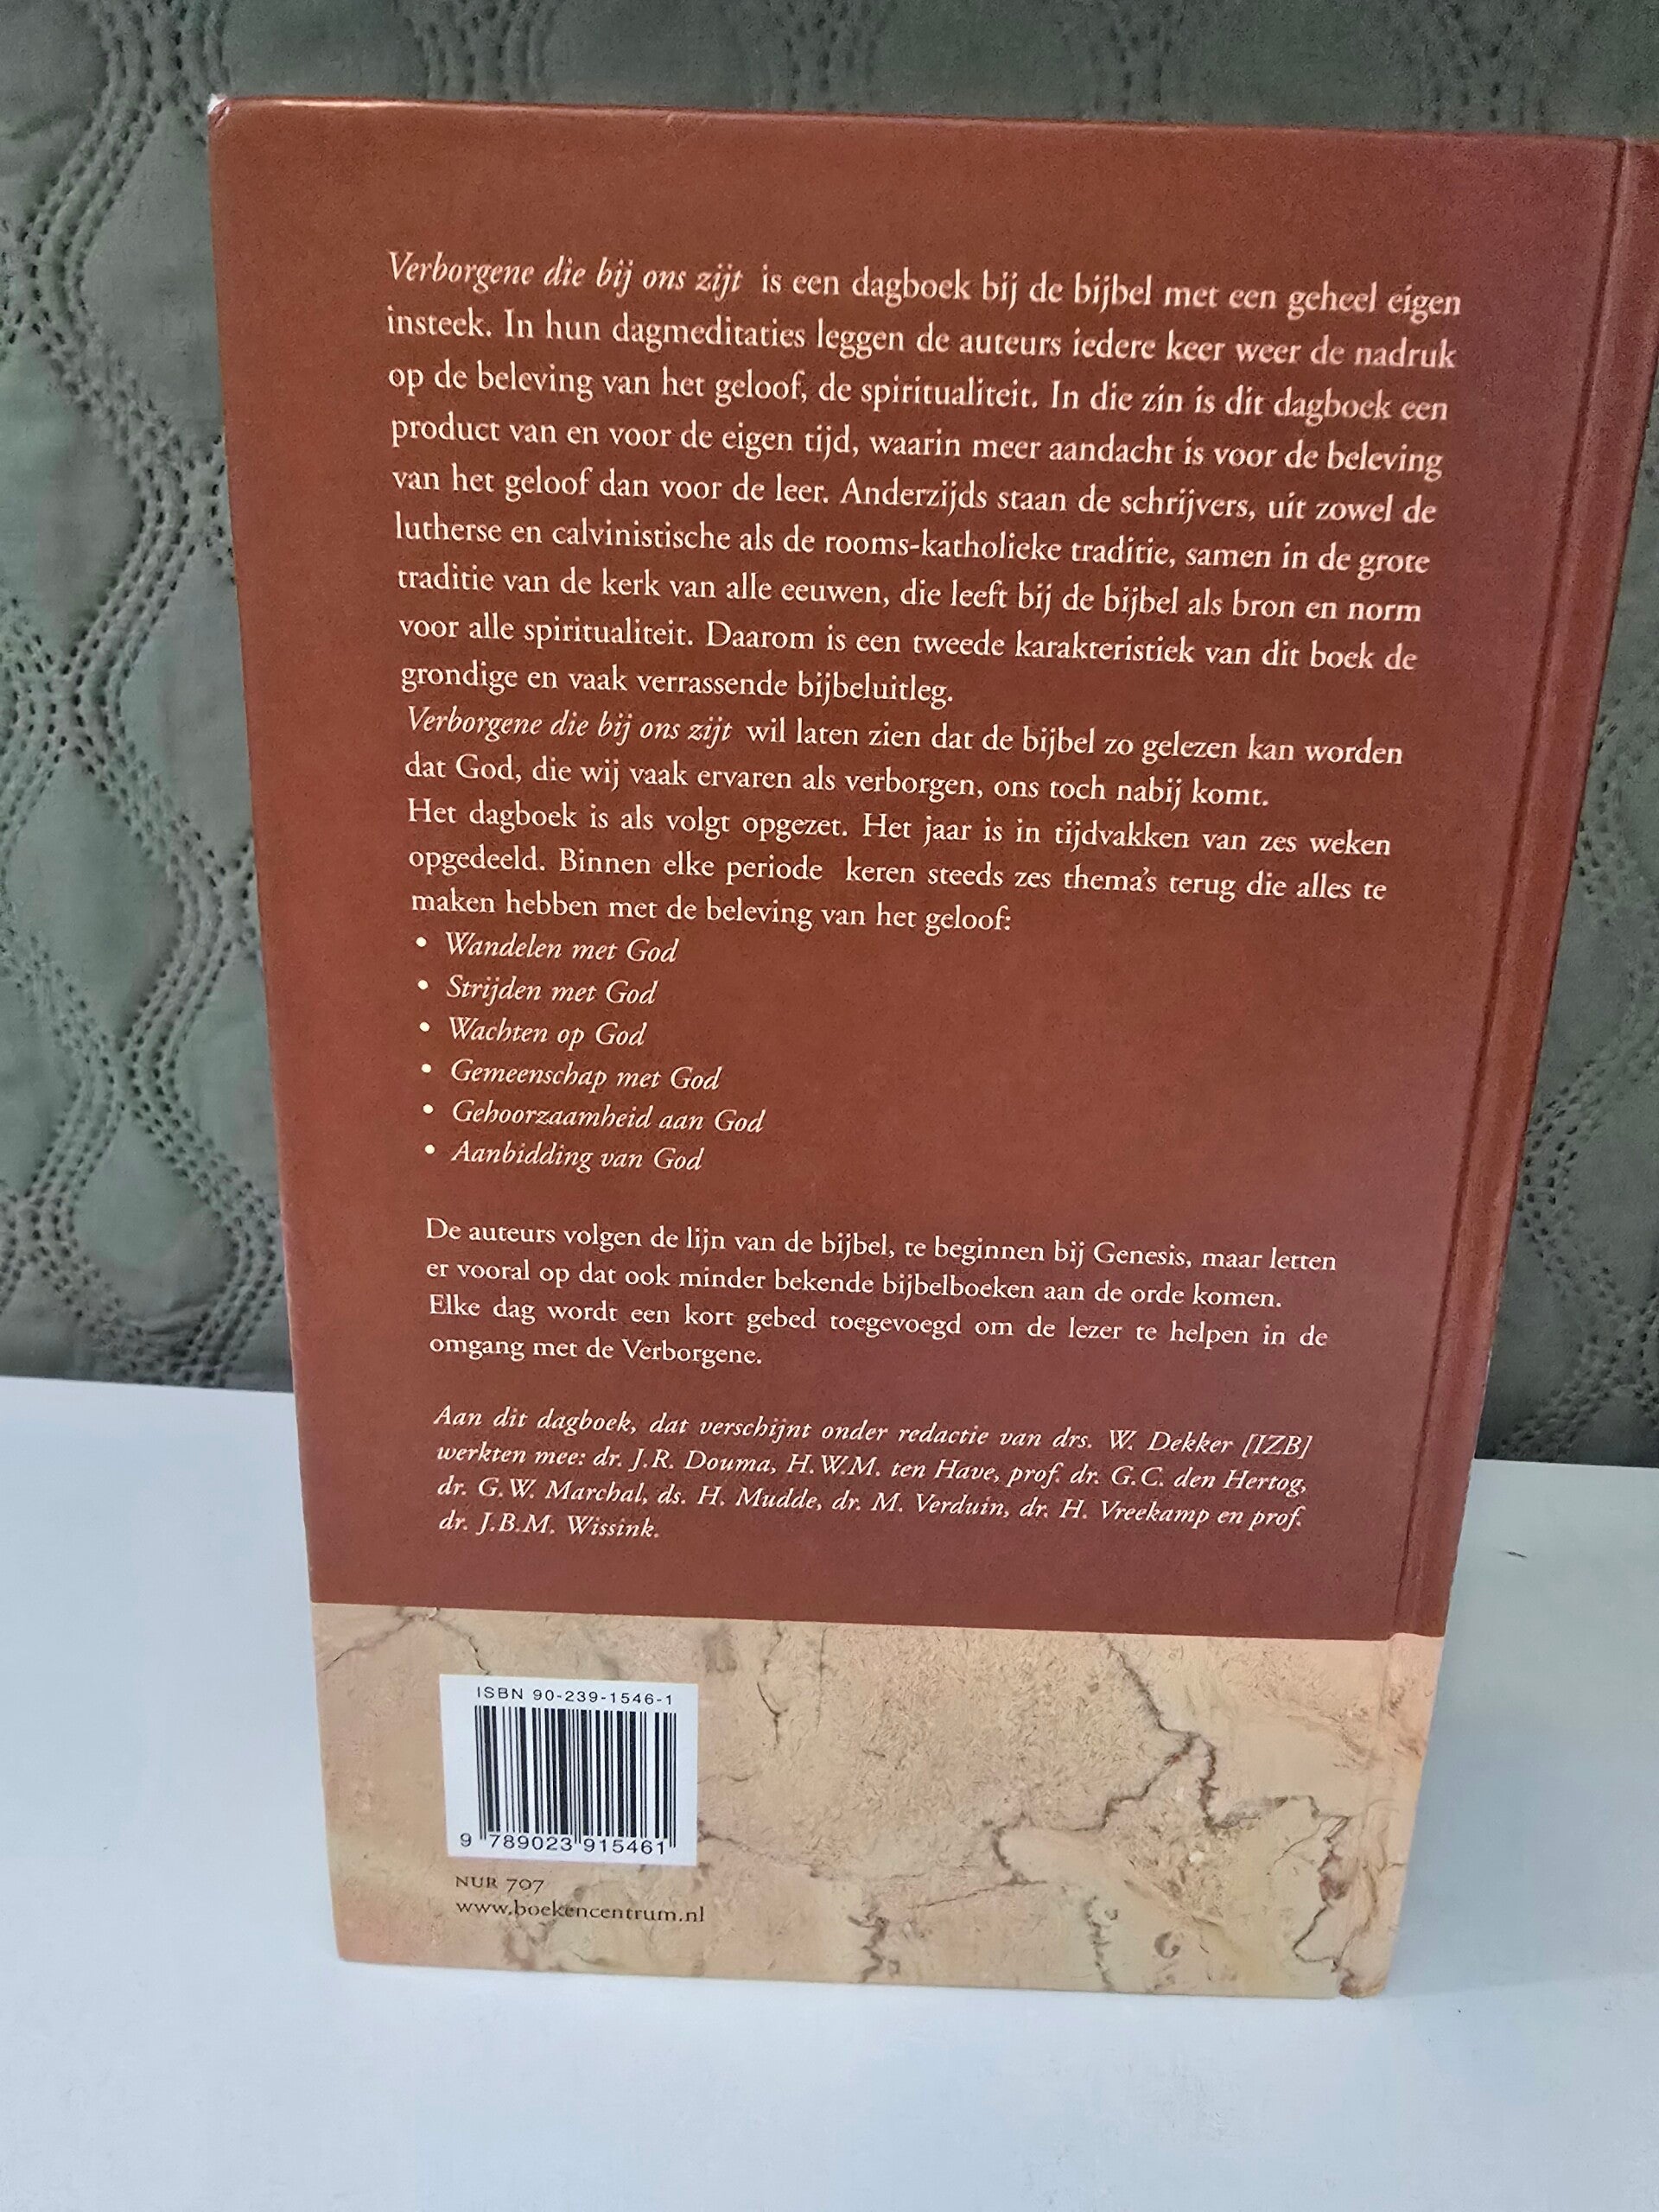 Verborgene die bij ons zijt is een dagboek bij de bijbel met een geheel eigen
insteek. In hun dagmeditaties leggen de auteurs iedere keer weer de nadruk
op de beleving van het geloof, de spiritualiteit. In die zin is dit dagboek een
product van en voor de eigen tijd, waarin meer aandacht is voor de beleving
van het geloof dan voor de leer. Anderzijds staan de schrijvers, uit zowel de
lutherse en calvinistische als de rooms-katholieke traditie, samen in de grote
traditie van de kerk van alle eeuwen, die leeft bij de bijbel als bron en norm
voor alle spiritualiteit. Daarom is een tweede karakteristiek van dit boek de
grondige en vaak verrassende bijbeluitleg.
Verborgene die bij ons zijt wil laten zien dat de bijbel zo gelezen kan worden
dat God, die wij vaak ervaren als verborgen, ons toch nabij komt.
Het dagboek is als volgt opgezet. Het jaar is in tijdvakken van zes weken
opgedeeld. Binnen elke periode keren steeds zes thema's terug die alles te
maken hebben met de beleving van het geloof:
• Wandelen met God
• Strijden met God
• Wachten op God
• Gemeenschap met God
• Gehoorzaamheid aan God
• Aanbidding van God
De auteurs volgen de lijn van de bijbel, te beginnen bij Genesis, maar letten
er vooral op dat ook minder bekende bijbelboeken aan de orde komen.
Elke dag wordt een kort gebed toegevoegd om de lezer te helpen in de
omgang met de Verborgene.
Aan dit dagboek, dat verschijnt onder redactie van drs. W. Dekker [IZB]
werkten mee: dr. J.R. Douma, H.W.M. ten Have, prof. dr. G.C. den Hertog,
dr. G.W. Marchal, ds. H. Mudde, dr. M. Verduin, dr. H. Vreekamp en prof.
dr. J.B.M. Wissink.
ISBN 90-239-1546-1
9 789023 915461
NUR 707
www.boekencentrum.nl